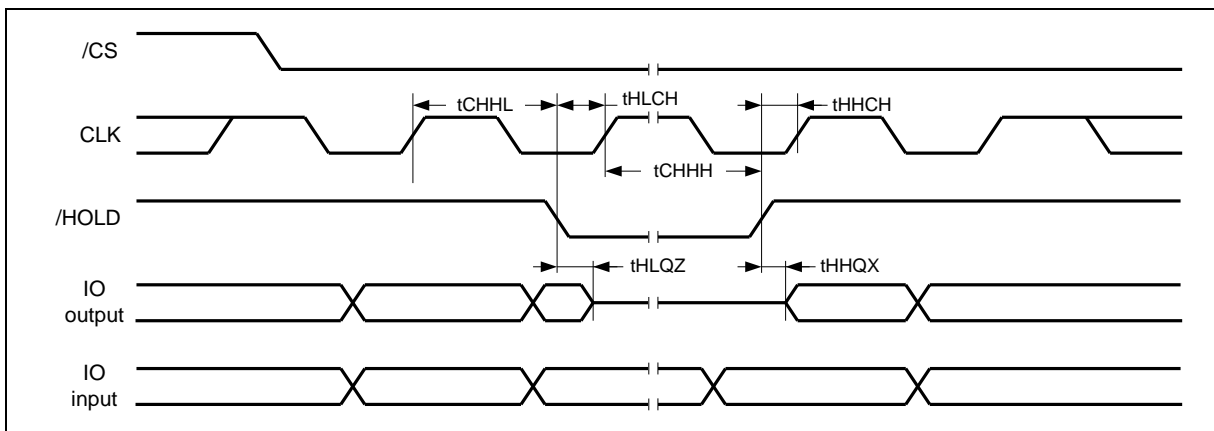 /CS
tCHHL
tHLCH
tHHCH
CLK
tCHHH
/HOLD
tHLQZ
tHHQX
IO
output
IO
input